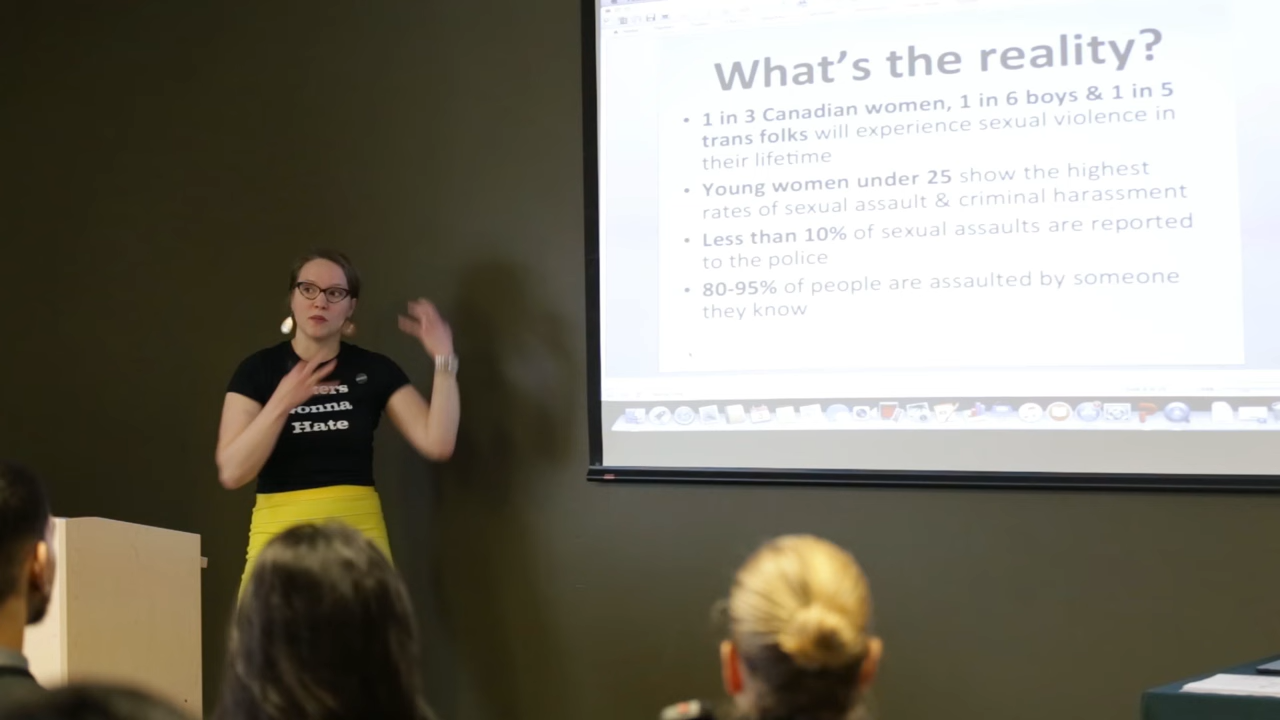 What's the reality?
• 1 in 3 Canadian women, 1 in 6 boys & 1 in 5
trans folks will experience sexual violence in
their lifetime
• Young women under 25 show the highest
rates of sexual assault & criminal harassment
• Less than 10% of sexual assaults are reported
to the police
• 80-95% of people are assaulted by someone
they know
Hate